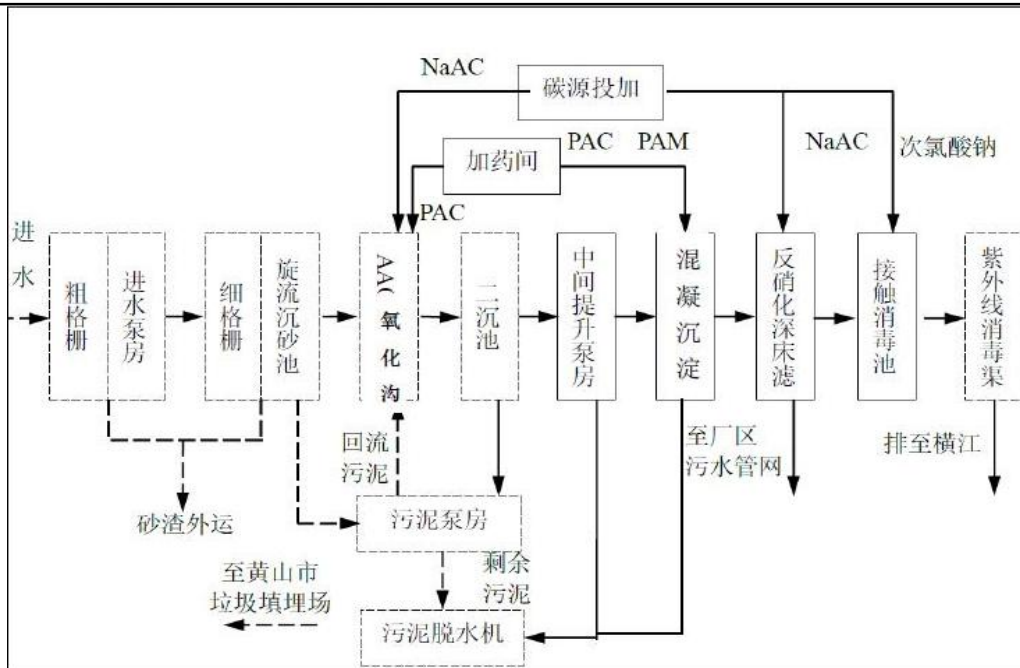 NaAC
碳源投加
PAC PAM
加药间
NaAC
次氯酸钠
PAC
进水
粗格栅
进水泵房
细格栅
旋流沉砂池
AA( 氧化沟
二沉池
中间提升泵房
混凝沉淀
反硝化深床滤
接触消毒池
紫外线消毒渠
回流
污泥
至厂区
污水管网
排至横江
砂渣外运
污泥泵房
剩余
污泥
至黄山市
垃圾填埋场
污泥脱水机